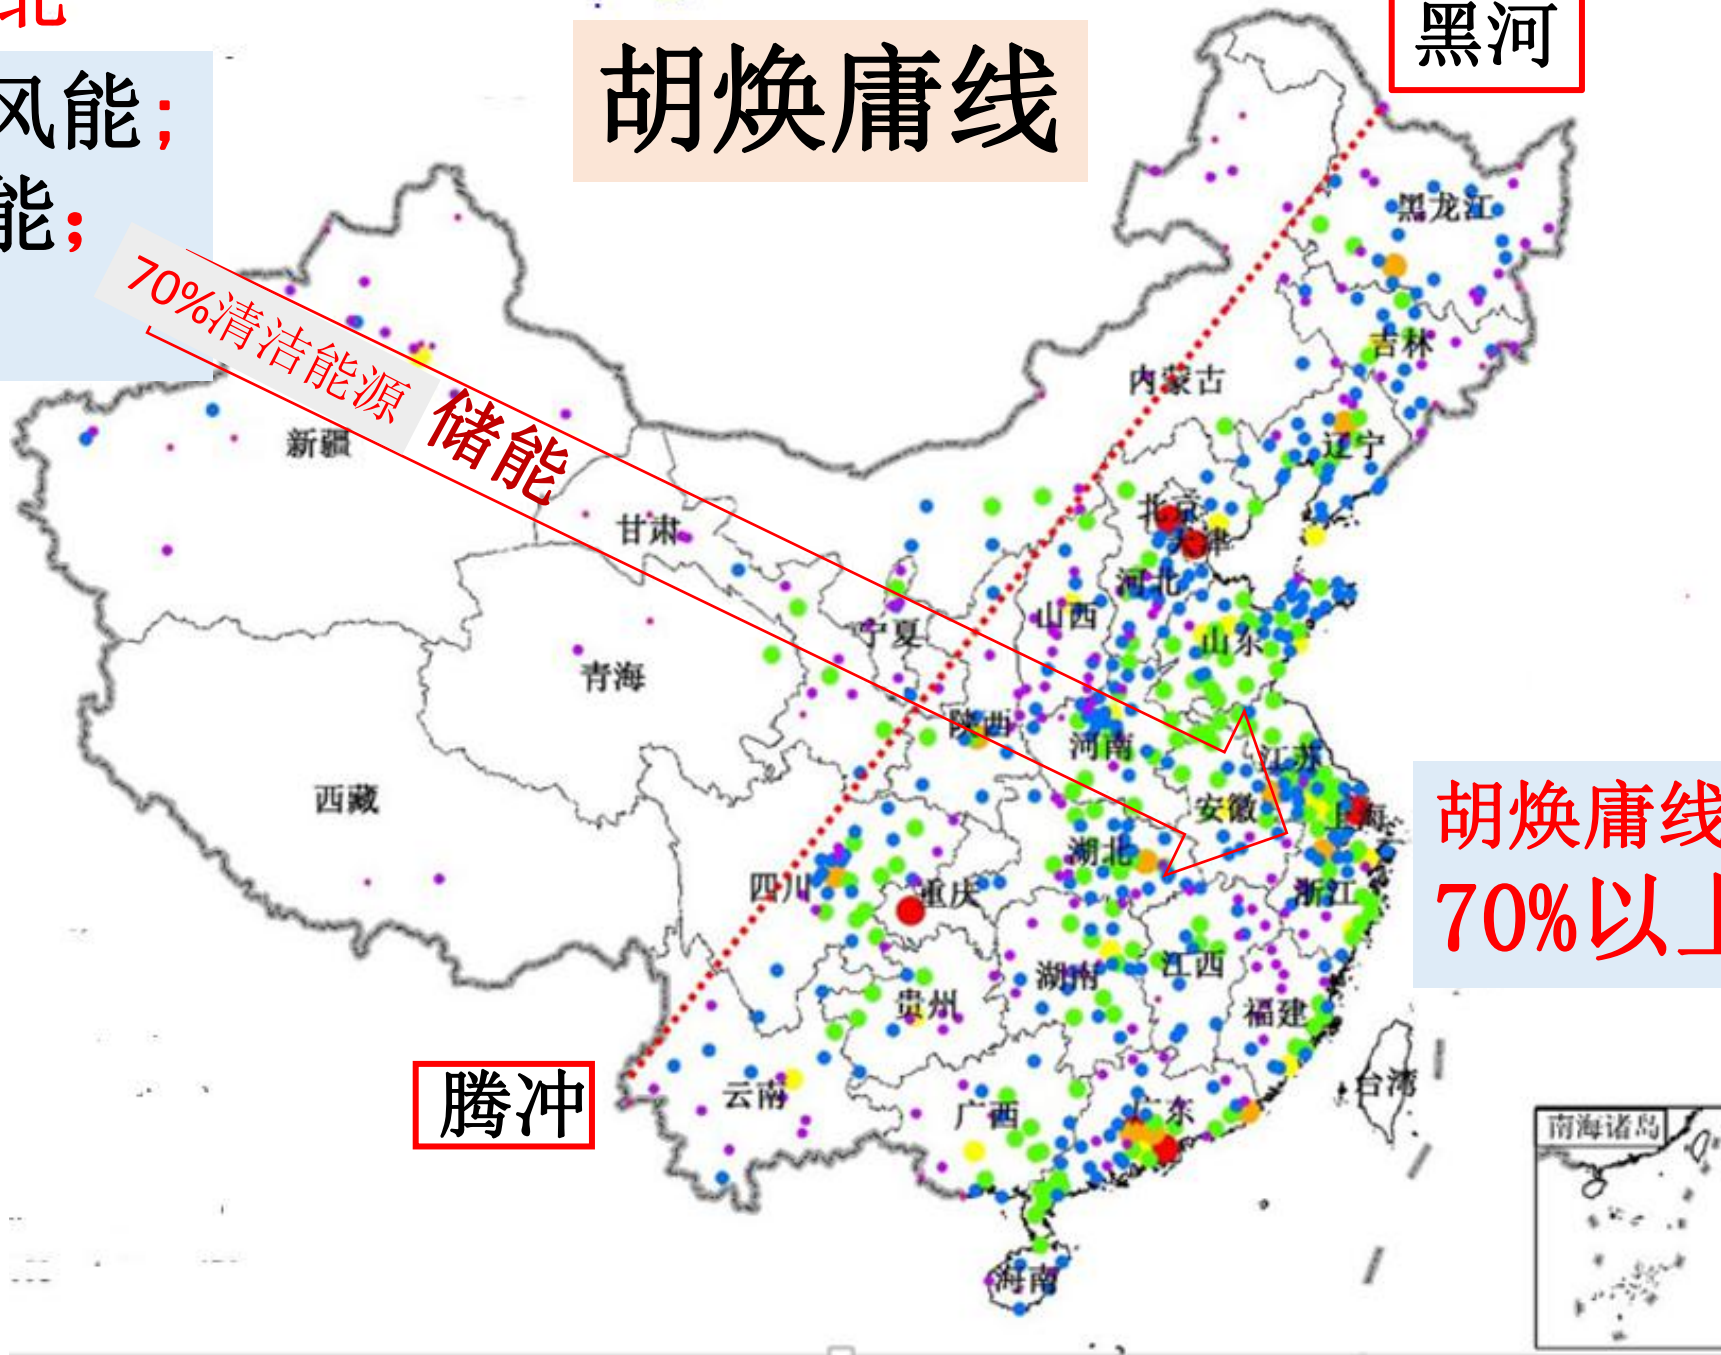 北
风能；
能；
胡焕庸线
黑河
70%清洁能源
储能
黑龙江
吉林
内蒙古
辽宁
新疆
甘肃
北京
天津
河北
山西
宁夏
山东
青海
陕西
河南
江苏
西藏
安徽
上海
湖北
四川
重庆
浙江
胡焕庸线
70%以上
湖南
江西
贵州
福建
腾冲
云南
广西
广东
台湾
南海诸岛
海南